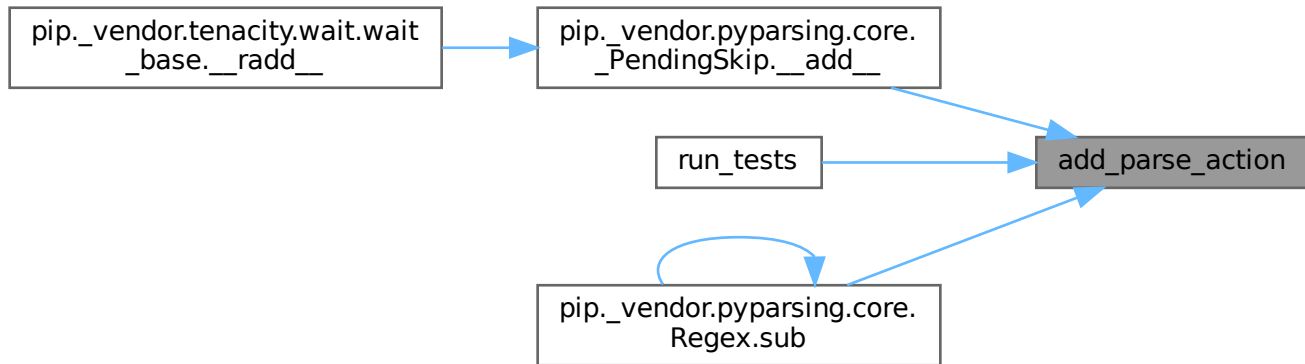 pip._vendor.tenacity.wait.wait
_base.__radd__
pip._vendor.pyparsing.core.
_PendingSkip.__add__
run_tests
add_parse_action
pip._vendor.pyparsing.core.
Regex.sub